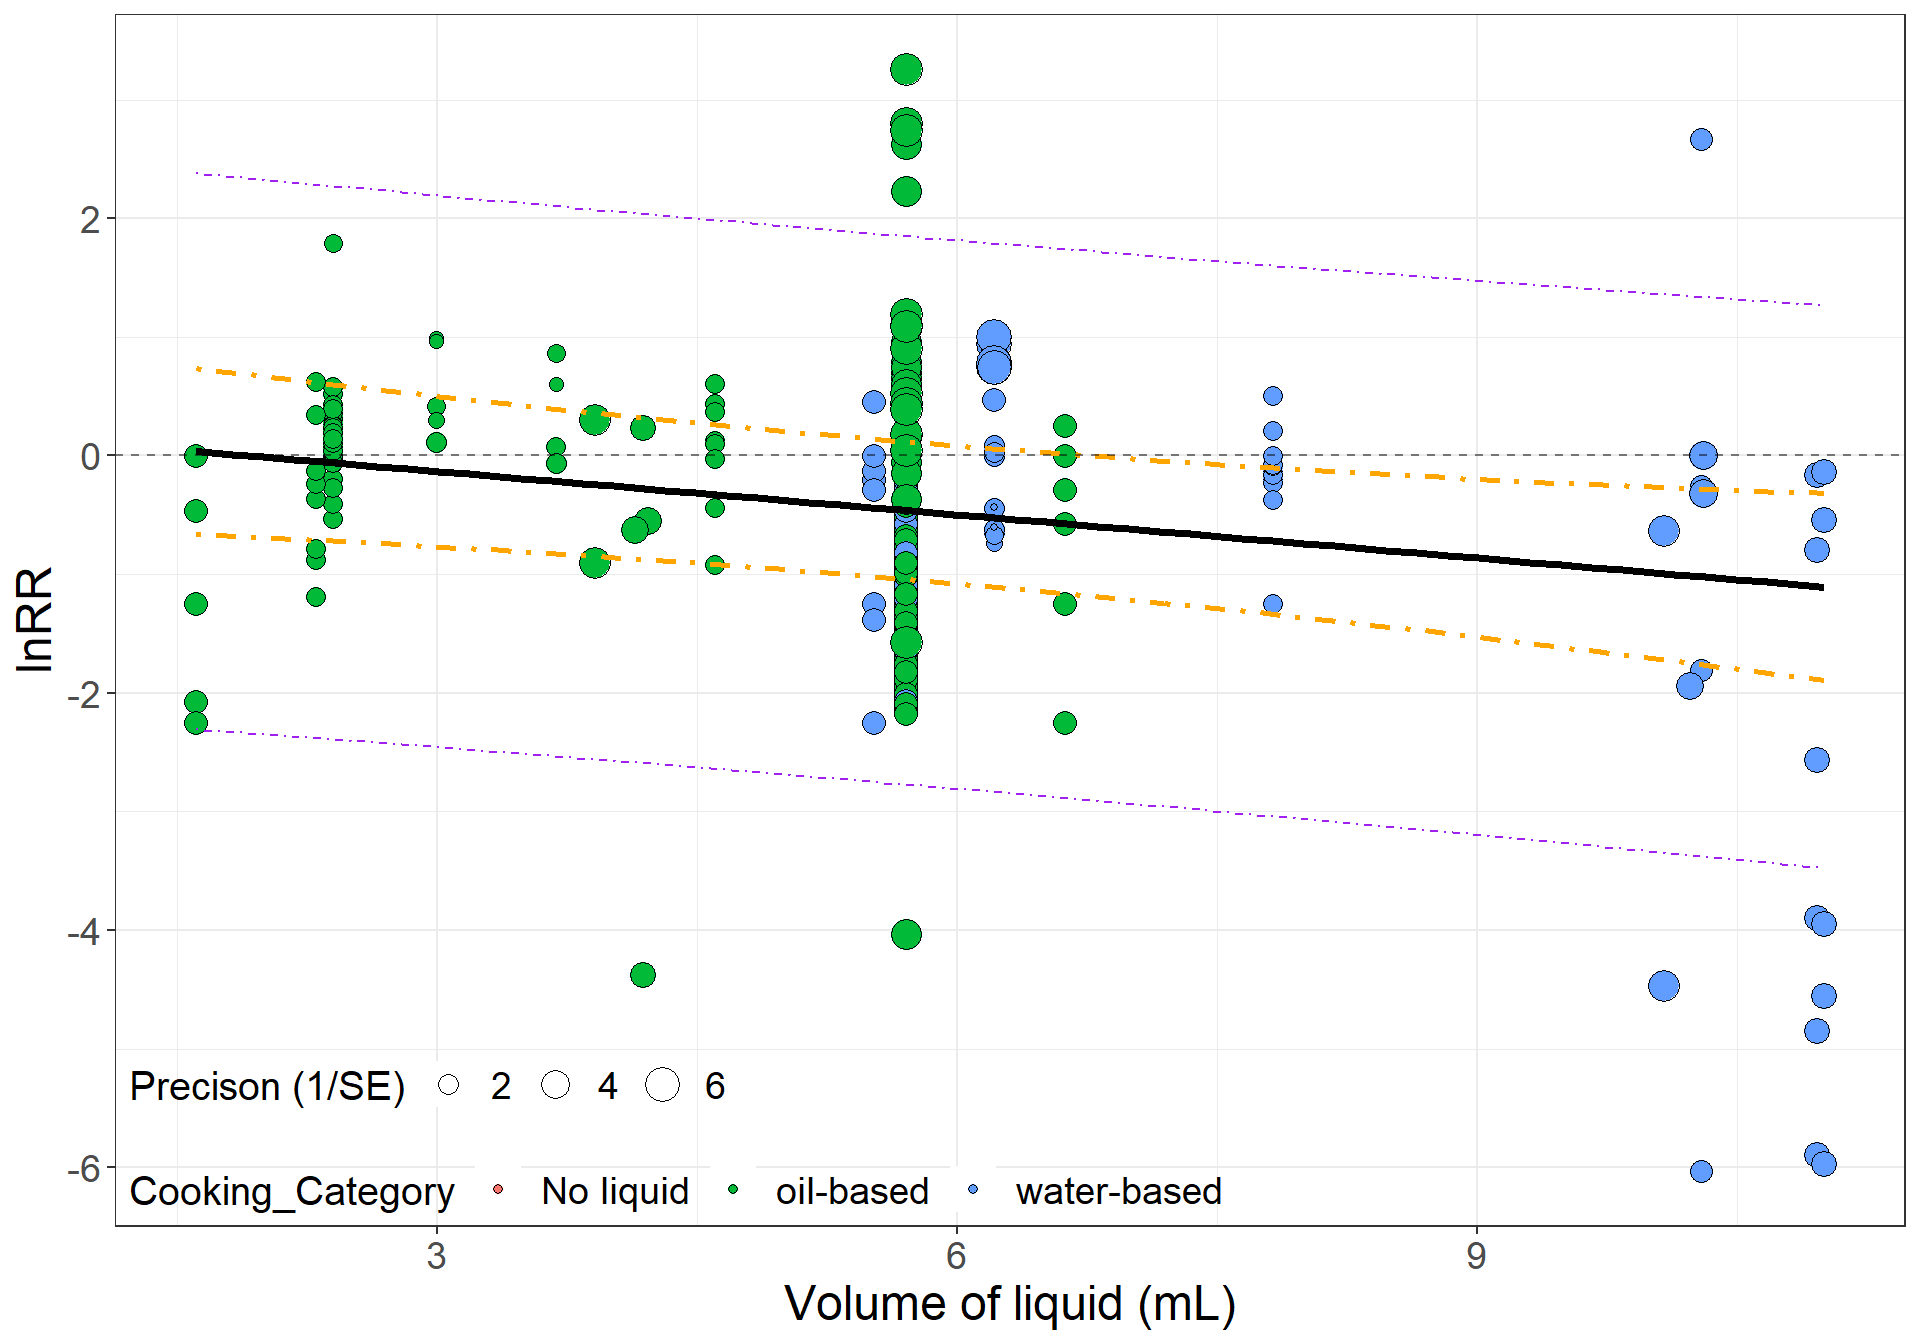 2
0
-2
-4
-6
lnRR
Precison (1/SE) 2 4 6
Cooking_Category No liquid oil-based water-based
3 6 9
Volume of liquid (mL)